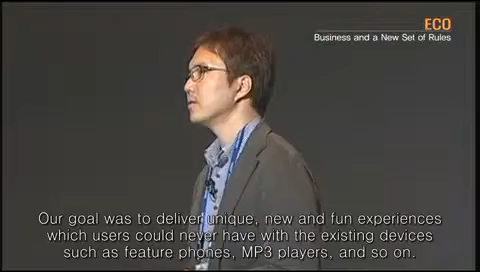 ECO
Business and a New Set of Rules
Our goal was to deliver unique, new and fun experiences
which users could never have with the existing devices
such as feature phones, MP3 players, and so on.